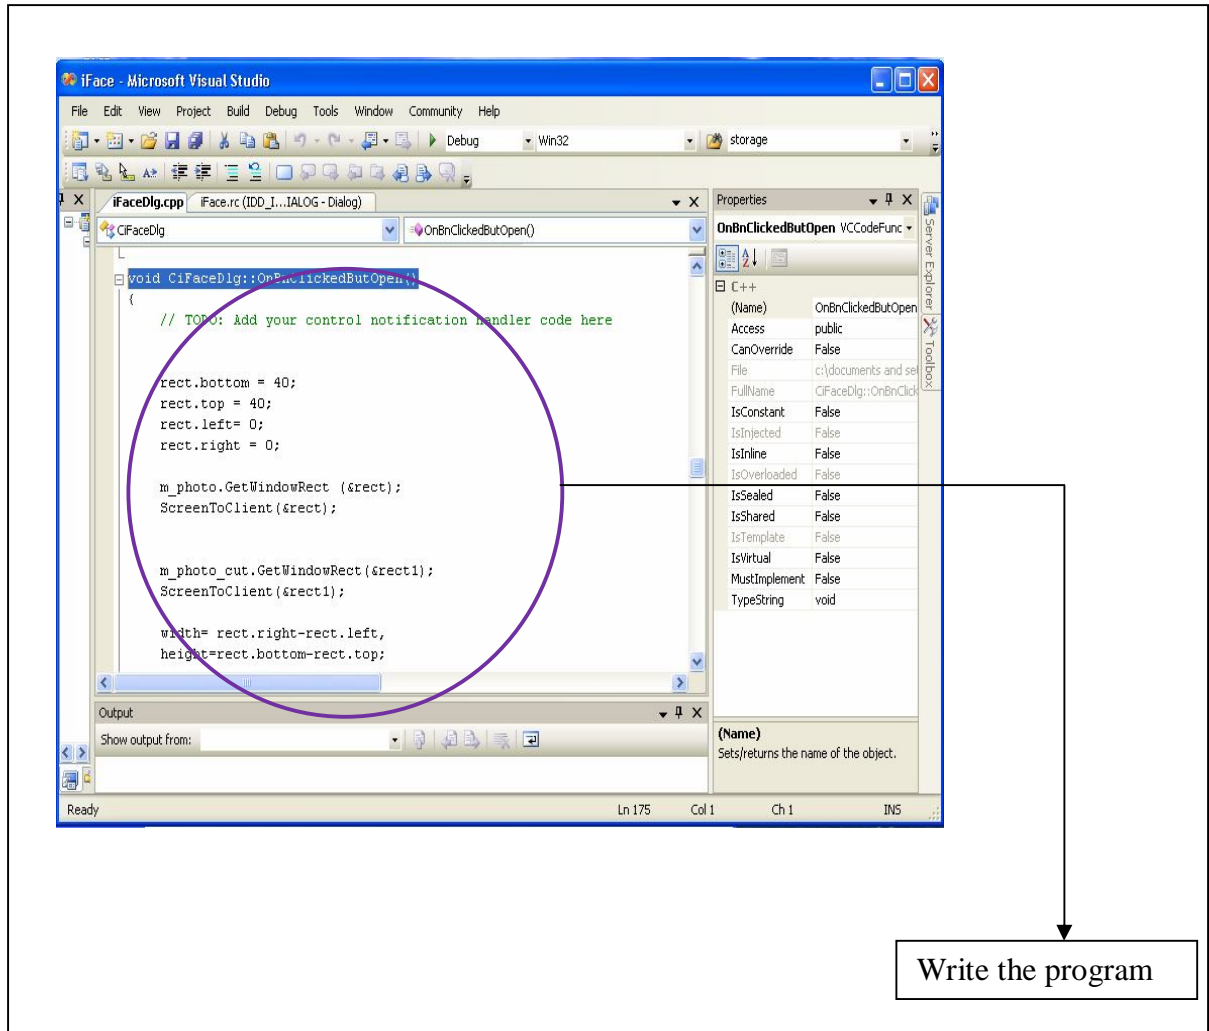 iFace - Microsoft Visual Studio
File Edit View Project Build Debug Tools Window Community Help
Debug Win32 storage
iFaceDlg.cpp iFace.rc (IDD_I...IALOG - Dialog)
CiFaceDlg OnBnClickedButOpen()
void CiFaceDlg::OnBnClickedButOpen()
{
// TODO: Add your control notification handler code here
rect.bottom = 40;
rect.top = 40;
rect.left= 0;
rect.right = 0;
m_photo.GetWindowRect (&rect);
ScreenToClient(&rect);
m_photo_cut.GetWindowRect(&rect1);
ScreenToClient(&rect1);
width= rect.right-rect.left,
height=rect.bottom-rect.top;
Output
Show output from:
Properties
OnBnClickedButOpen VCCodeFunc
C++
(Name) OnBnClickedButOpen
Access public
CanOverride False
File c:\documents and set
FullName CiFaceDlg::OnBnClick
IsConstant False
IsInjected False
IsInline False
IsOverloaded False
IsSealed False
IsShared False
IsTemplate False
IsVirtual False
MustImplement False
TypeString void
(Name)
Sets/returns the name of the object.
Server Explorer
Toolbox
Ready Ln 175 Col 1 Ch 1 INS
Write the program